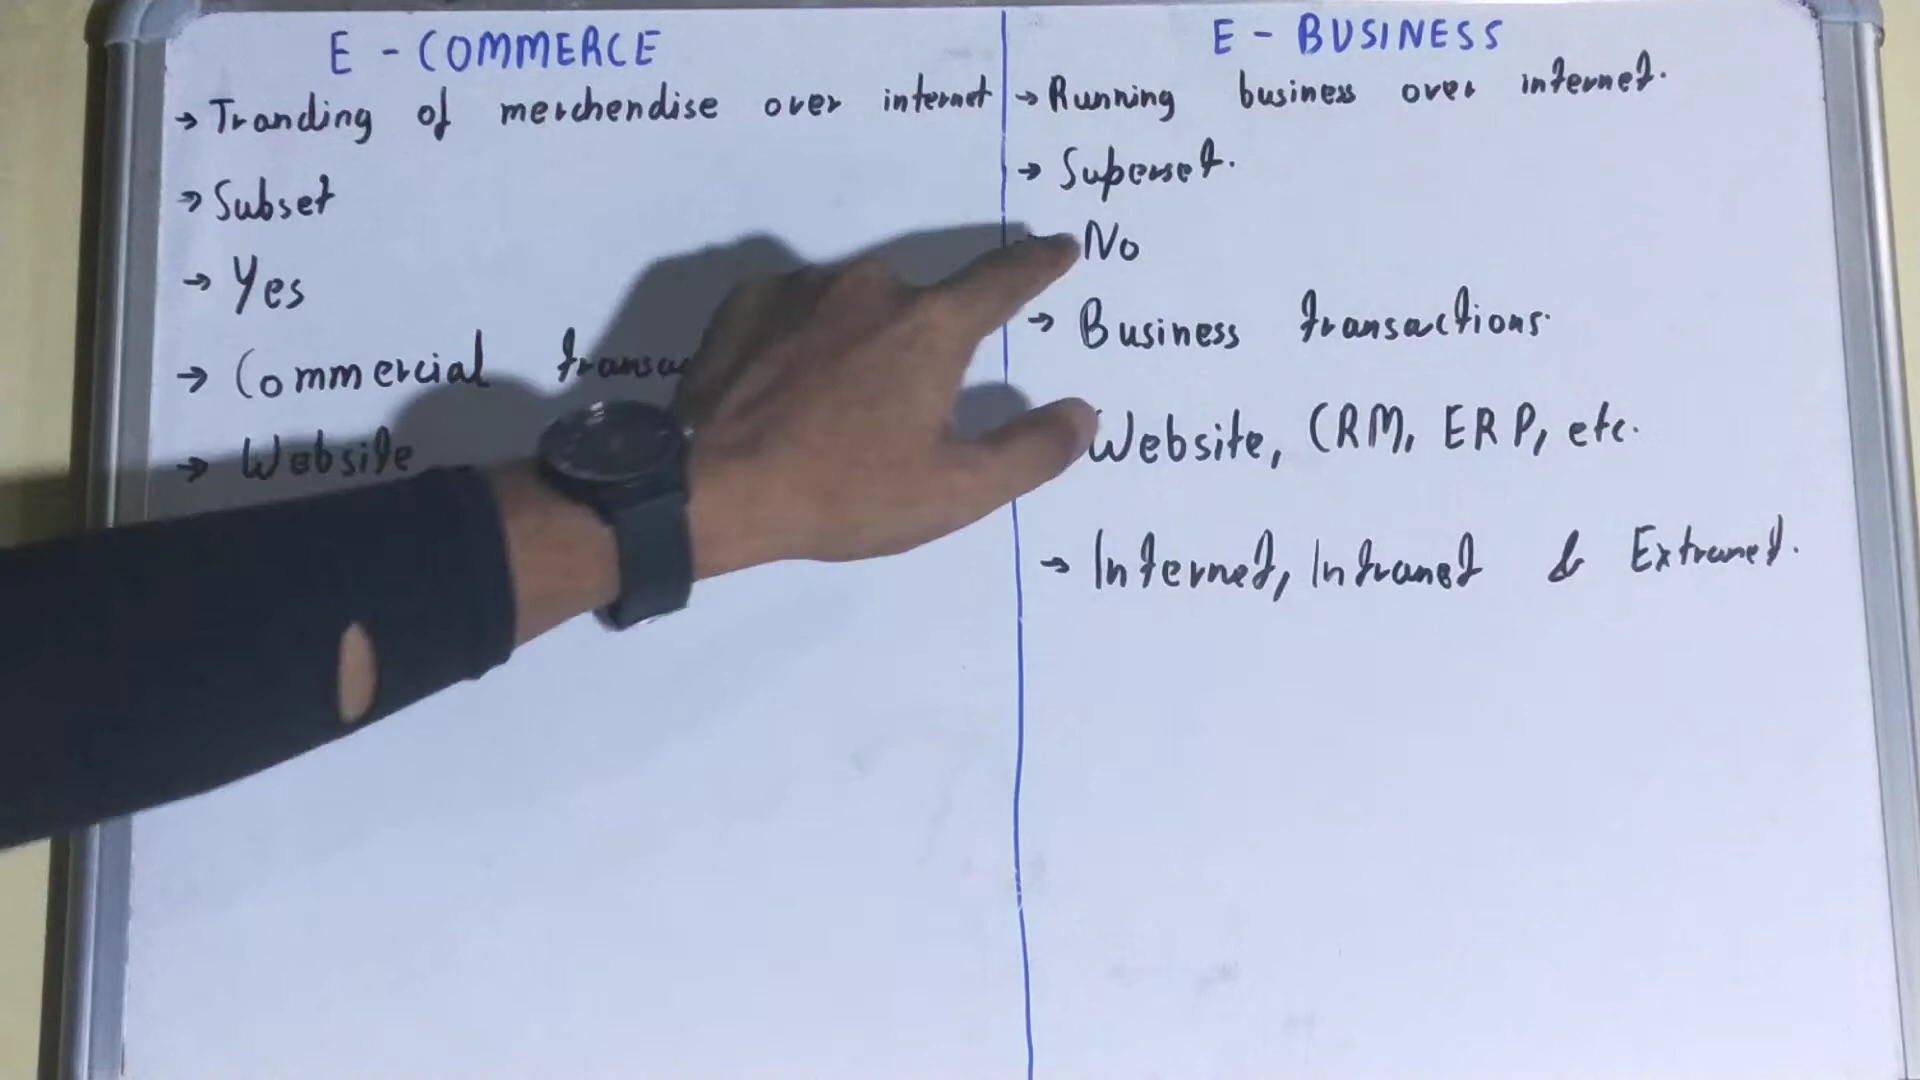 E - COMMERCE
→ Tranding of merchendise over internet
→ Subset
→ Yes
→ Commercial
→ Website
E - BUSINESS
→ Running business over internet.
→ Superset.
No
→ Business transactions.
Website, CRM, ERP, etc.
→ Internet, Intranet & Extranet.